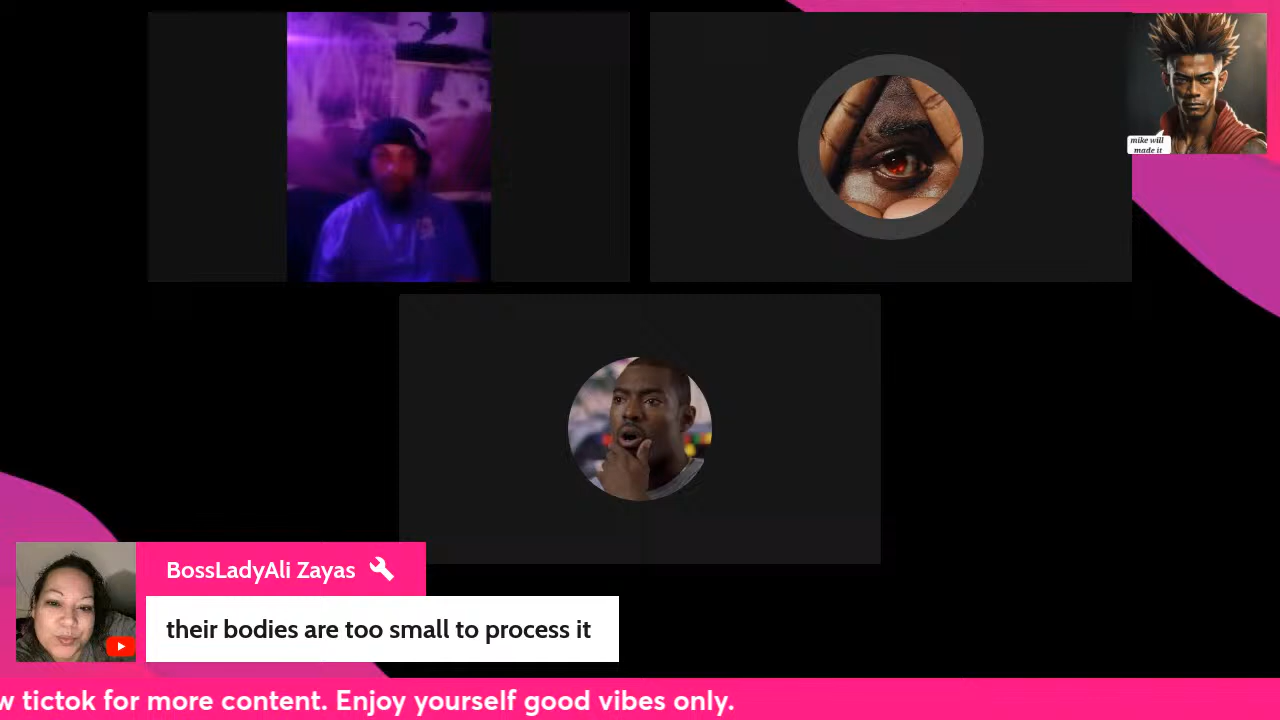 mike will
made it
BossLadyAli Zayas
their bodies are too small to process it
w tictok for more content. Enjoy yourself good vibes only.